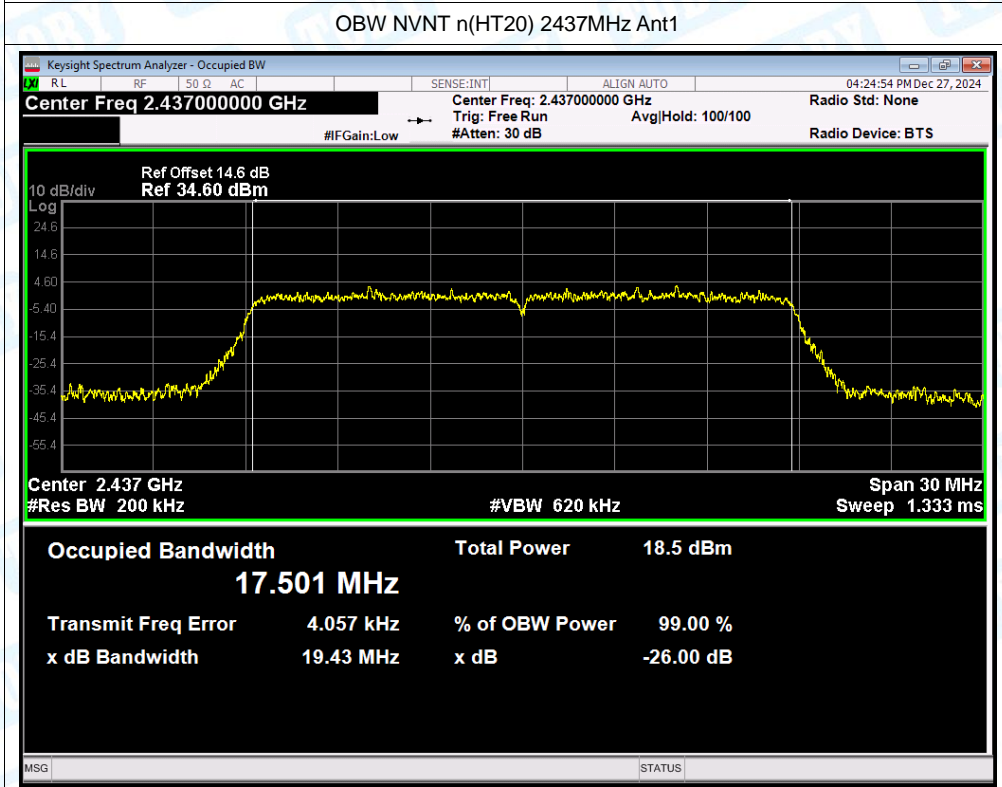 OBW NVNT n(HT20) 2437MHz Ant1
Keysight Spectrum Analyzer - Occupied BW
LXI RL RF 50 Ω AC SENSE:INT ALIGN AUTO 04:24:54 PM Dec 27, 2024
Center Freq 2.437000000 GHz
Center Freq: 2.437000000 GHz
Radio Std: None
Trig: Free Run
Avg|Hold: 100/100
#IFGain:Low
#Atten: 30 dB
Radio Device: BTS
Ref Offset 14.6 dB
10 dB/div
Ref 34.60 dBm
Log
24.6
14.6
4.60
-5.40
-15.4
-25.4
-35.4
-45.4
-55.4
Center 2.437 GHz
Span 30 MHz
#Res BW 200 kHz
#VBW 620 kHz
Sweep 1.333 ms
Occupied Bandwidth
17.501 MHz
Total Power 18.5 dBm
Transmit Freq Error 4.057 kHz
% of OBW Power 99.00 %
x dB Bandwidth 19.43 MHz
x dB -26.00 dB
MSG
STATUS